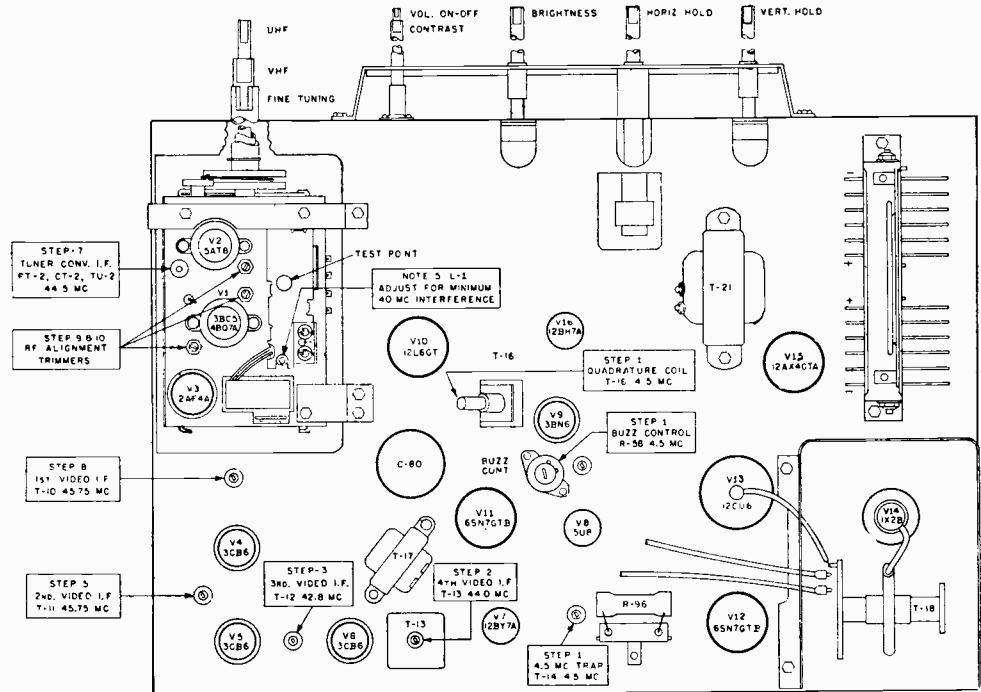 UHF
VHF
FINE TUNING
VOL. ON-OFF
CONTRAST
BRIGHTNESS
HORIZ HOLD
VERT. HOLD
STEP-7
TUNER CONV. I.F.
PT-2, CT-2, TU-2
44.5 MC
V2
5AT8
TEST POINT
NOTE 5 L-1
ADJUST FOR MINIMUM
40 MC INTERFERENCE
V1
3BC5
4BQ7A
STEP 9 & 10
RF ALIGNMENT
TRIMMERS
V3
2AF4A
V10
12L6GT
T-16
V16
12BH7A
T-21
V15
12AX4GTA
STEP 1
QUADRATURE COIL
T-16 4.5 MC
V9
3BN6
STEP 1
BUZZ CONTROL
R-58 4.5 MC
BUZZ
CONT
STEP 8
1ST VIDEO I.F
T-10 45.75 MC
C-80
V11
6SN7GTB
V8
5U8
V13
12CU6
V14
1X2B
V4
3CB6
T-17
STEP-3
3RD. VIDEO I.F.
T-12 42.8 MC
STEP 2
4TH VIDEO I.F
T-13 44.0 MC
STEP 5
2ND. VIDEO I.F
T-11 45.75 MC
V5
3CB6
V6
3CB6
T-13
V7
12BY7A
R-96
V12
6SN7GTB
T-18
STEP 1
4.5 MC TRAP
T-14 4.5 MC
+
+
-
-